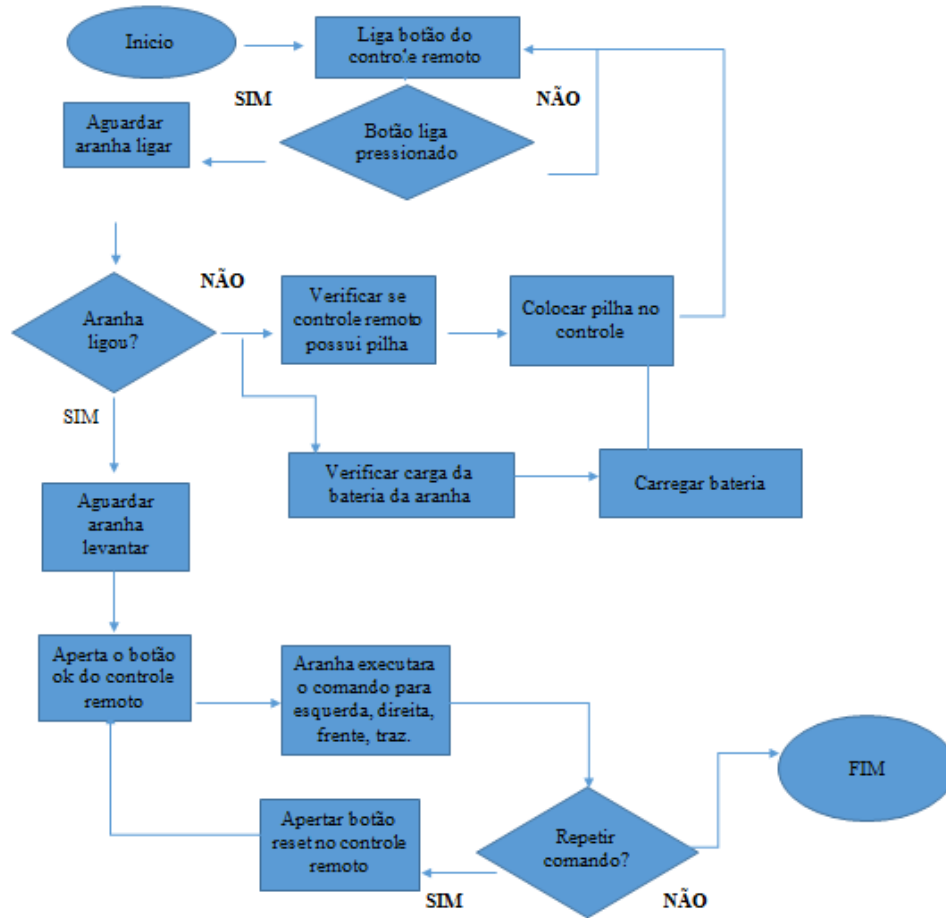 Inicio
Liga botão do
controle remoto
SIM
NÃO
Aguardar
aranha ligar
Botão liga
pressionado
NÃO
Aranha
ligou?
Verificar se
controle remoto
possui pilha
Colocar pilha no
controle
SIM
Verificar carga da
bateria da aranha
Carregar bateria
Aguardar
aranha
levantar
Aperta o botão
ok do controle
remoto
Aranha executara
o comando para
esquerda, direita,
frente, traz.
FIM
Apertar botão
reset no controle
remoto
Repetir
comando?
SIM
NÃO